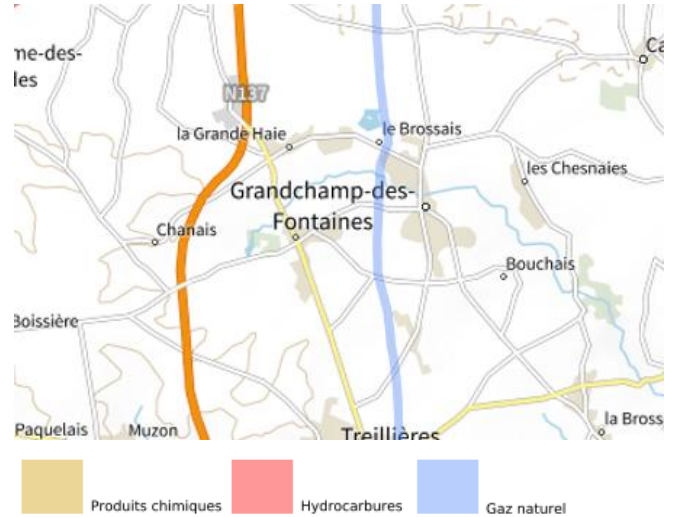 me-des-
les
Ca
N137
la Grande Haie
le Brossais
les Chesnaies
Grandchamp-des-
Fontaines
Chanais
Bouchais
Boissière
Paquelais
Muzon
Treillières
la Bross
Produits chimiques
Hydrocarbures
Gaz naturel